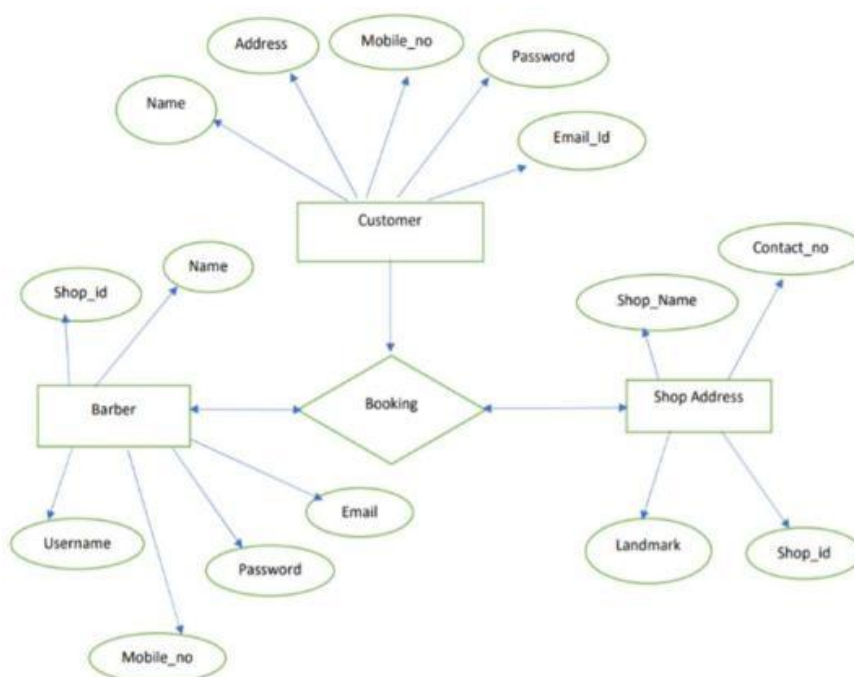 Address
Mobile_no
Password
Name
Email_Id
Customer
Name
Shop_id
Contact_no
Shop_Name
Barber
Booking
Shop Address
Username
Email
Password
Mobile_no
Landmark
Shop_id